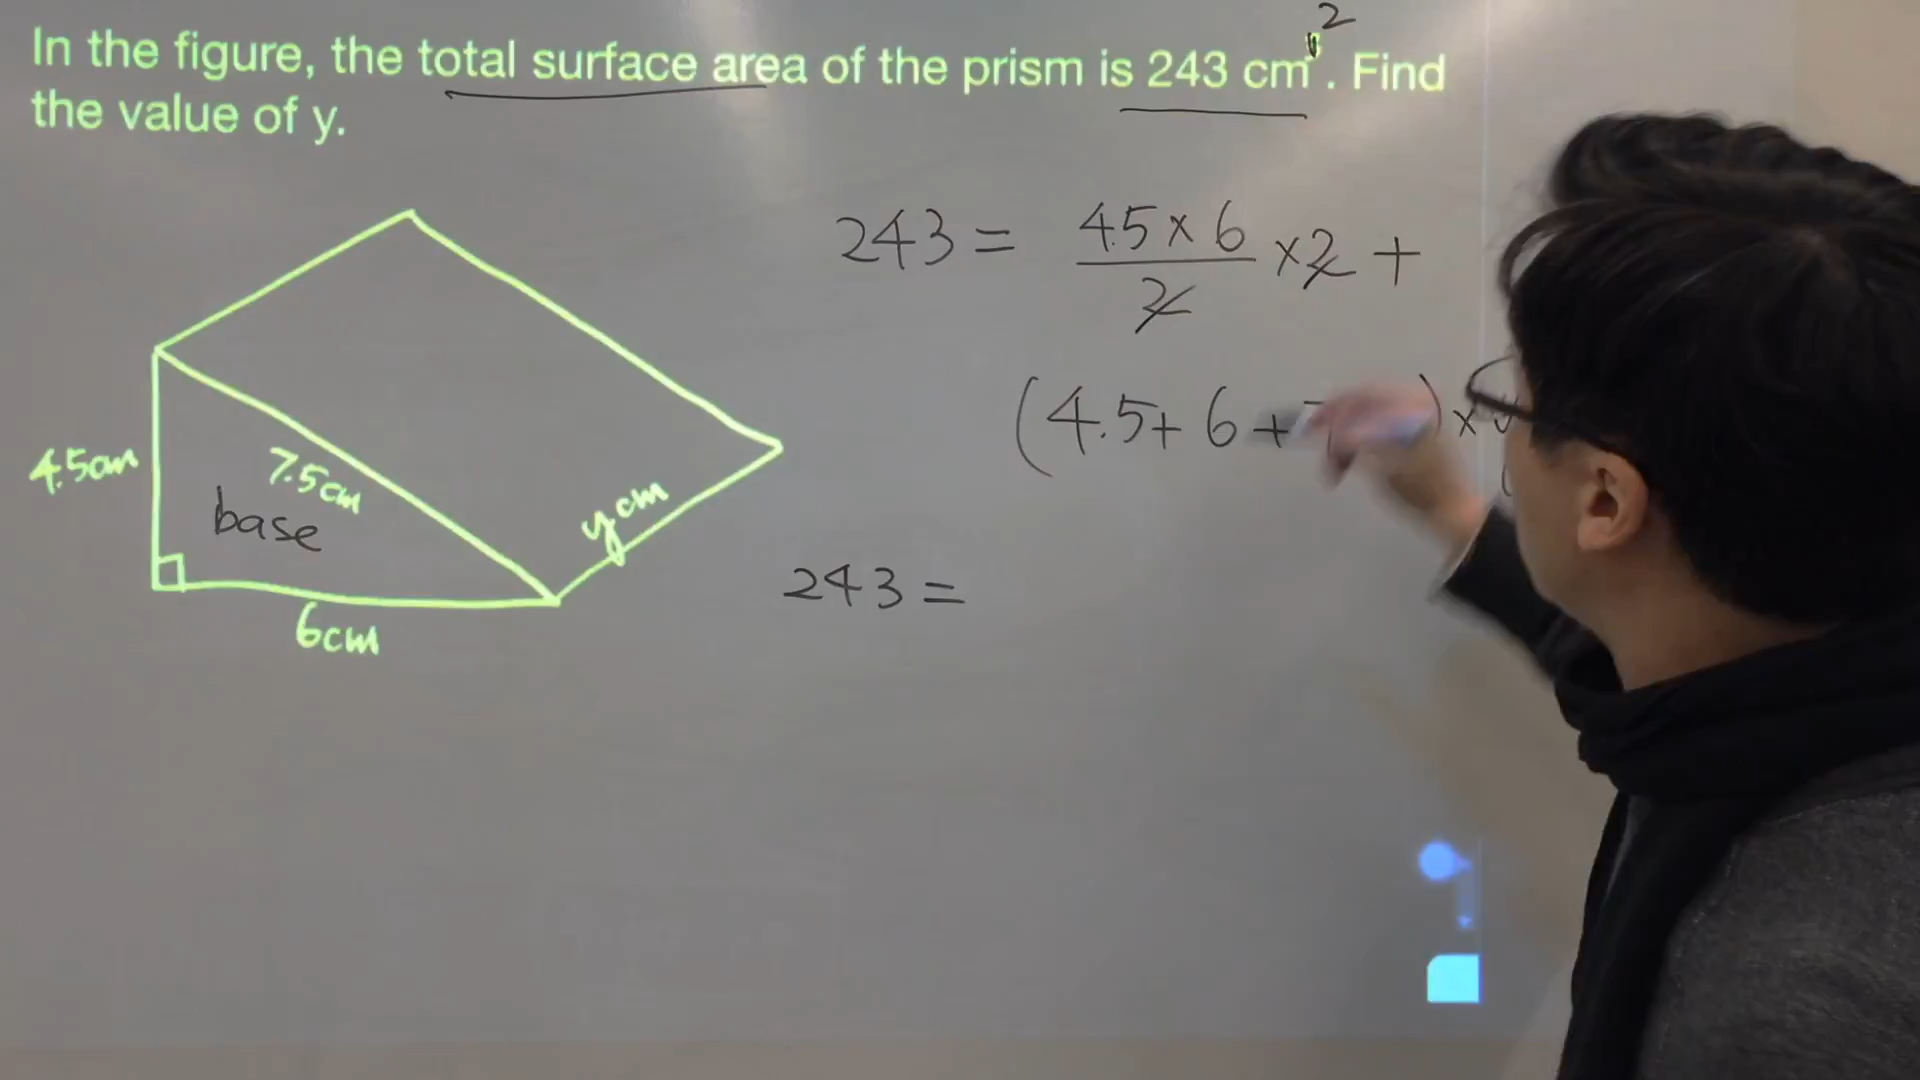 In the figure, the total surface area of the prism is 243 cm². Find
the value of y.
243 = 4.5 × 6 / 2 × 2 +
(4.5 + 6 + ) ×
4.5cm
7.5cm
base
y cm
243 =
6cm